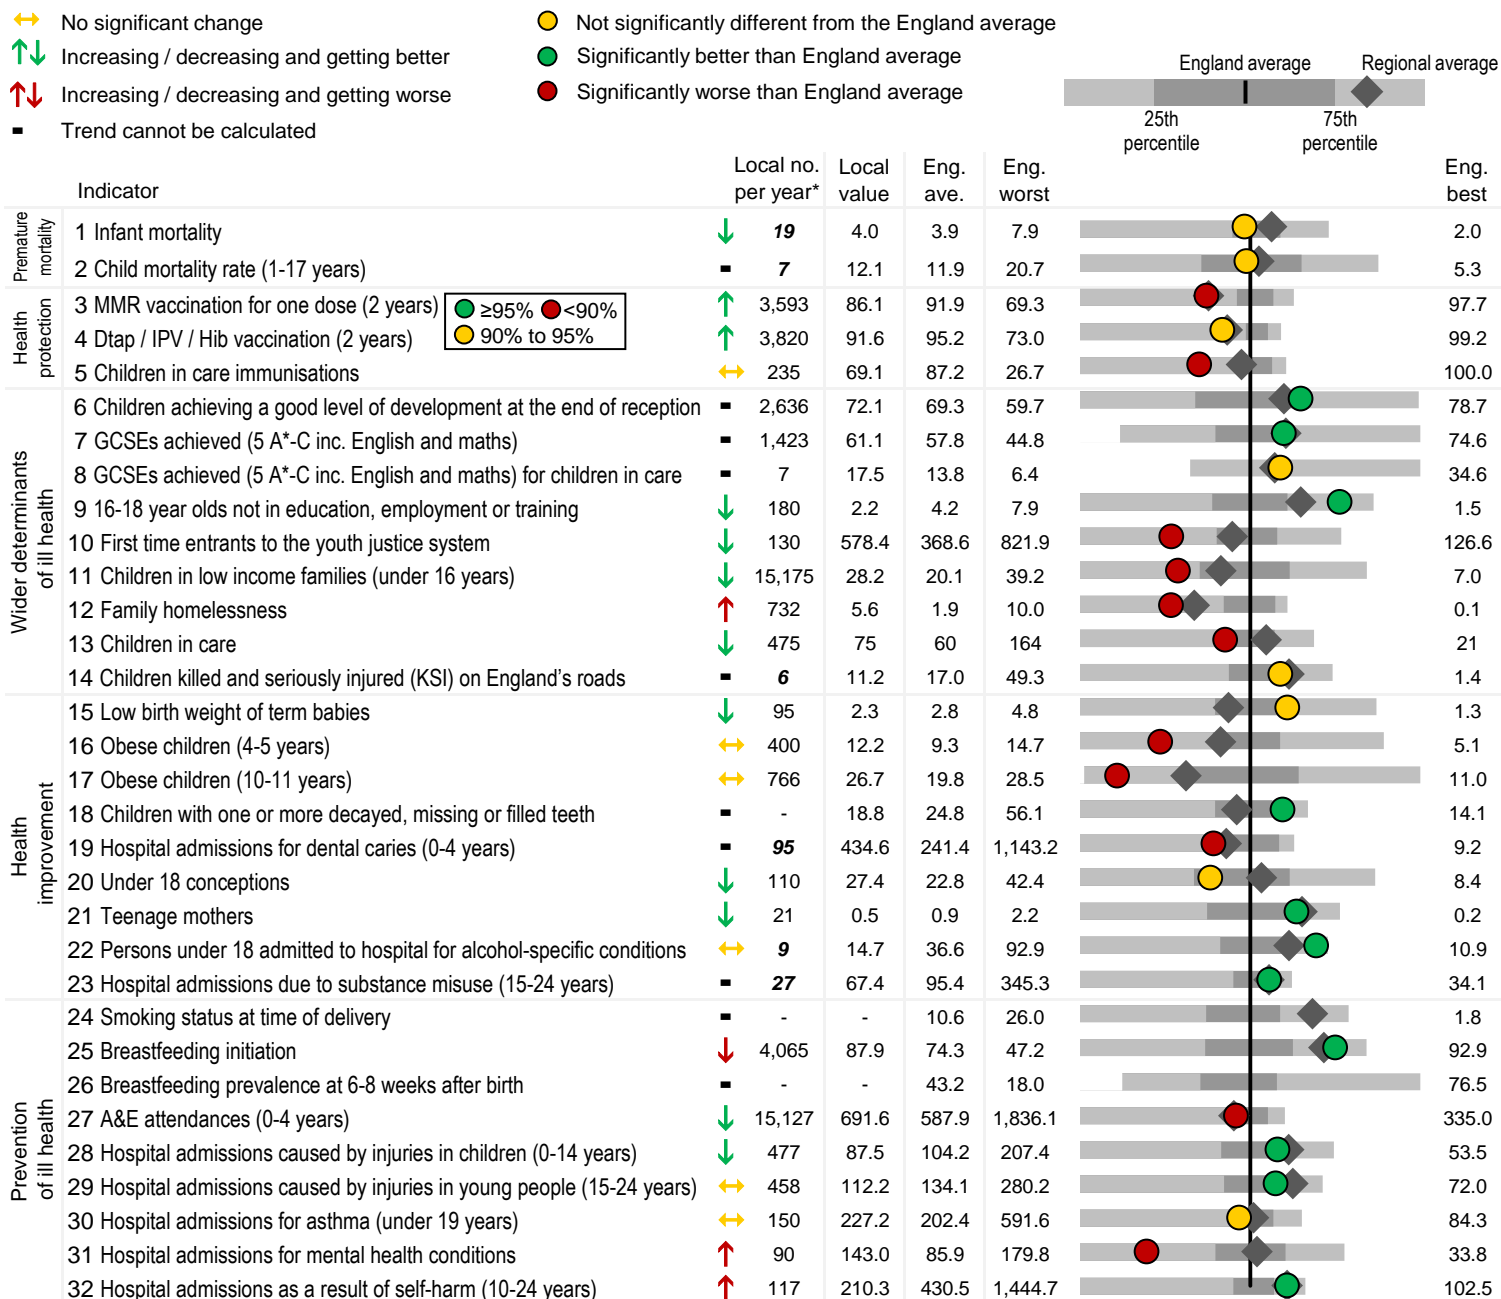 No significant change
Not significantly different from the England average
Increasing / decreasing and getting better
Significantly better than England average
Increasing / decreasing and getting worse
Significantly worse than England average
Trend cannot be calculated
England average Regional average
25th percentile
75th percentile
Indicator Local no. per year* Local value Eng. ave. Eng. worst Eng. best
Premature mortality
1 Infant mortality 19 4.0 3.9 7.9 2.0
2 Child mortality rate (1-17 years) 7 12.1 11.9 20.7 5.3
Health protection
3 MMR vaccination for one dose (2 years) 3,593 86.1 91.9 69.3 97.7
≥95% <90%
90% to 95%
4 Dtap / IPV / Hib vaccination (2 years) 3,820 91.6 95.2 73.0 99.2
5 Children in care immunisations 235 69.1 87.2 26.7 100.0
Wider determinants of ill health
6 Children achieving a good level of development at the end of reception 2,636 72.1 69.3 59.7 78.7
7 GCSEs achieved (5 A*-C inc. English and maths) 1,423 61.1 57.8 44.8 74.6
8 GCSEs achieved (5 A*-C inc. English and maths) for children in care 7 17.5 13.8 6.4 34.6
9 16-18 year olds not in education, employment or training 180 2.2 4.2 7.9 1.5
10 First time entrants to the youth justice system 130 578.4 368.6 821.9 126.6
11 Children in low income families (under 16 years) 15,175 28.2 20.1 39.2 7.0
12 Family homelessness 732 5.6 1.9 10.0 0.1
13 Children in care 475 75 60 164 21
14 Children killed and seriously injured (KSI) on England's roads 6 11.2 17.0 49.3 1.4
Health improvement
15 Low birth weight of term babies 95 2.3 2.8 4.8 1.3
16 Obese children (4-5 years) 400 12.2 9.3 14.7 5.1
17 Obese children (10-11 years) 766 26.7 19.8 28.5 11.0
18 Children with one or more decayed, missing or filled teeth - 18.8 24.8 56.1 14.1
19 Hospital admissions for dental caries (0-4 years) 95 434.6 241.4 1,143.2 9.2
20 Under 18 conceptions 110 27.4 22.8 42.4 8.4
21 Teenage mothers 21 0.5 0.9 2.2 0.2
22 Persons under 18 admitted to hospital for alcohol-specific conditions 9 14.7 36.6 92.9 10.9
23 Hospital admissions due to substance misuse (15-24 years) 27 67.4 95.4 345.3 34.1
Prevention of ill health
24 Smoking status at time of delivery - - 10.6 26.0 1.8
25 Breastfeeding initiation 4,065 87.9 74.3 47.2 92.9
26 Breastfeeding prevalence at 6-8 weeks after birth - - 43.2 18.0 76.5
27 A&E attendances (0-4 years) 15,127 691.6 587.9 1,836.1 335.0
28 Hospital admissions caused by injuries in children (0-14 years) 477 87.5 104.2 207.4 53.5
29 Hospital admissions caused by injuries in young people (15-24 years) 458 112.2 134.1 280.2 72.0
30 Hospital admissions for asthma (under 19 years) 150 227.2 202.4 591.6 84.3
31 Hospital admissions for mental health conditions 90 143.0 85.9 179.8 33.8
32 Hospital admissions as a result of self-harm (10-24 years) 117 210.3 430.5 1,444.7 102.5